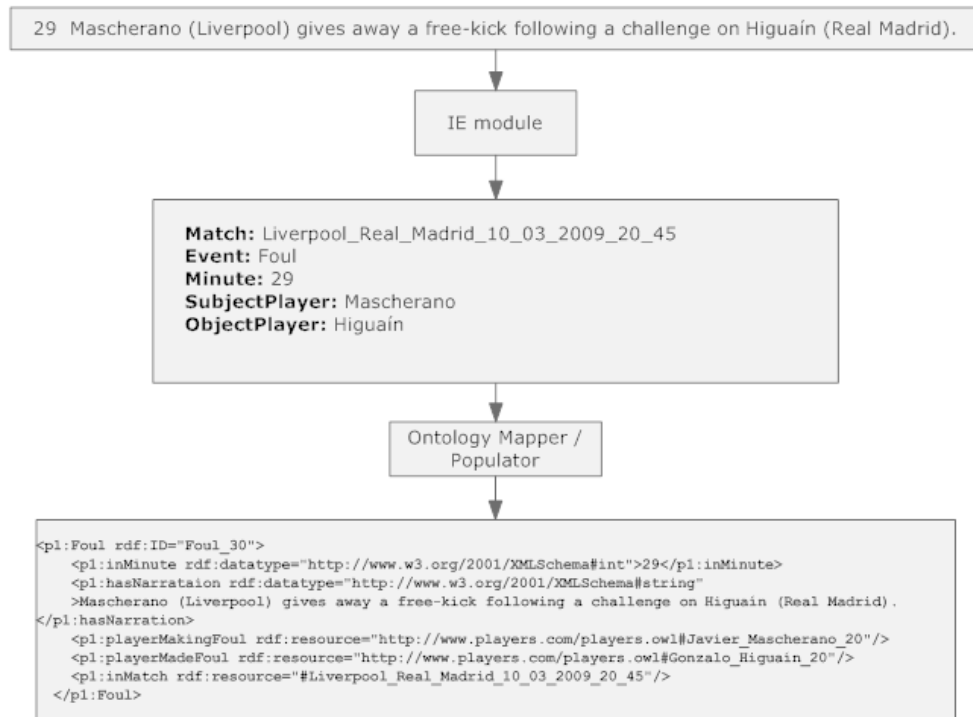 29 Mascherano (Liverpool) gives away a free-kick following a challenge on Higuaín (Real Madrid).
IE module
Match: Liverpool_Real_Madrid_10_03_2009_20_45
Event: Foul
Minute: 29
SubjectPlayer: Mascherano
ObjectPlayer: Higuaín
Ontology Mapper /
Populator
<p1:Foul rdf:ID="Foul_30">
<p1:inMinute rdf:datatype="http://www.w3.org/2001/XMLSchema#int">29</p1:inMinute>
<p1:hasNarrataion rdf:datatype="http://www.w3.org/2001/XMLSchema#string"
>Mascherano (Liverpool) gives away a free-kick following a challenge on Higuaín (Real Madrid).
</p1:hasNarration>
<p1:playerMakingFoul rdf:resource="http://www.players.com/players.owl#Javier_Mascherano_20"/>
<p1:playerMadeFoul rdf:resource="http://www.players.com/players.owl#Gonzalo_Higuaín_20"/>
<p1:inMatch rdf:resource="#Liverpool_Real_Madrid_10_03_2009_20_45"/>
</p1:Foul>